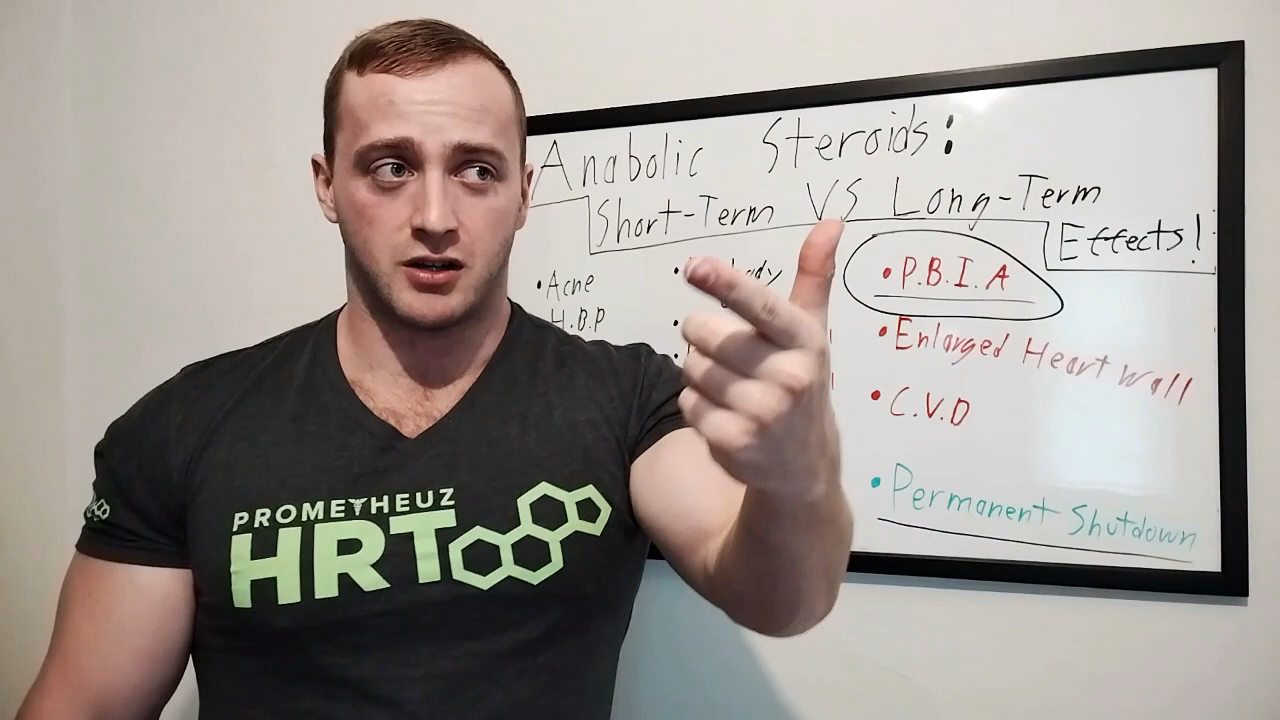 Anabolic Steroids:
Short-Term VS Long-Term
Effects!
• Acne
H.B.P
• P.B.I.A
• Enlarged Heart Wall
• C.V.D
• Permanent Shutdown
PROMETHEUZ
HRT